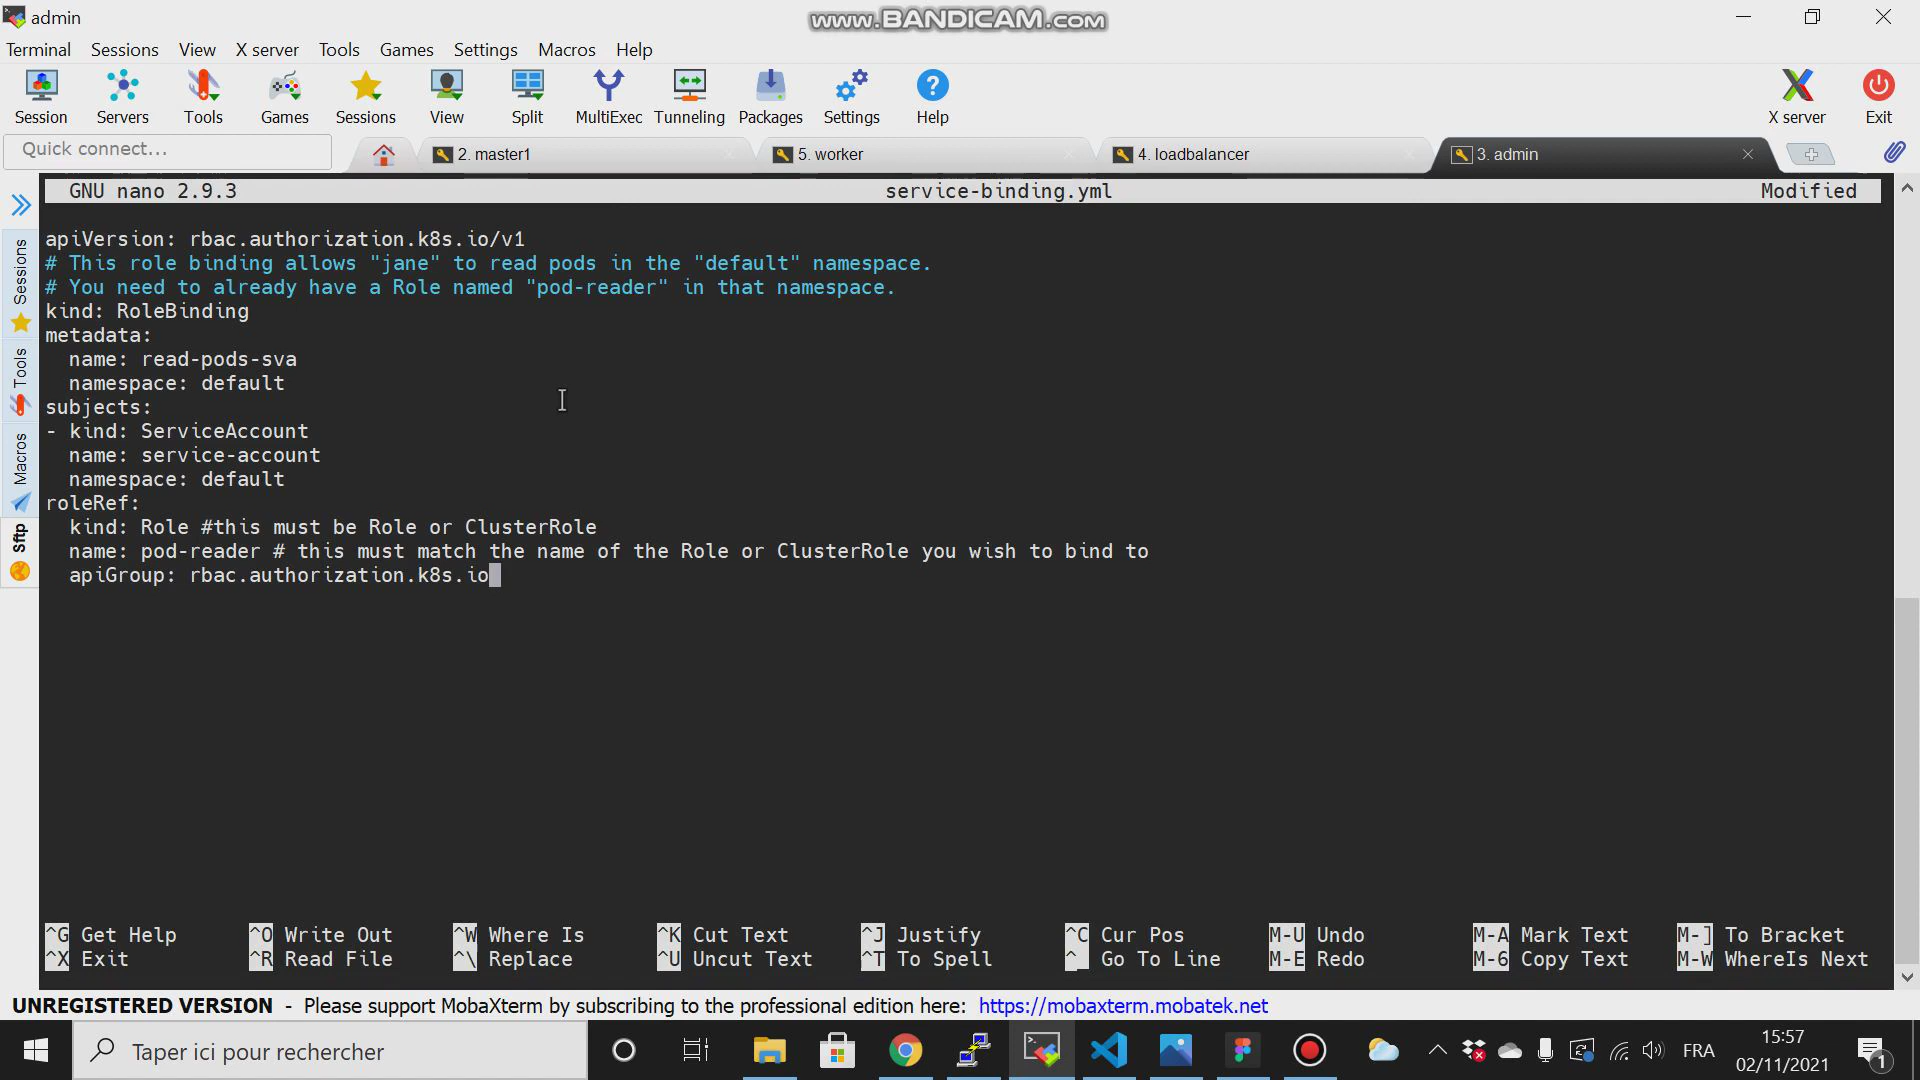 admin
www.BANDICAM.com
Terminal Sessions View X server Tools Games Settings Macros Help
Session Servers Tools Games Sessions View Split MultiExec Tunneling Packages Settings Help X server Exit
Quick connect...
2. master1
5. worker
4. loadbalancer
3. admin
Sessions
Tools
Macros
Sftp
GNU nano 2.9.3 service-binding.yml Modified
apiVersion: rbac.authorization.k8s.io/v1
# This role binding allows "jane" to read pods in the "default" namespace.
# You need to already have a Role named "pod-reader" in that namespace.
kind: RoleBinding
metadata:
  name: read-pods-sva
  namespace: default
subjects:
- kind: ServiceAccount
  name: service-account
  namespace: default
roleRef:
  kind: Role #this must be Role or ClusterRole
  name: pod-reader # this must match the name of the Role or ClusterRole you wish to bind to
  apiGroup: rbac.authorization.k8s.io
^G Get Help ^O Write Out ^W Where Is ^K Cut Text ^J Justify ^C Cur Pos M-U Undo M-A Mark Text M-] To Bracket
^X Exit ^R Read File ^\ Replace ^U Uncut Text ^T To Spell ^_ Go To Line M-E Redo M-6 Copy Text M-W WhereIs Next
UNREGISTERED VERSION - Please support MobaXterm by subscribing to the professional edition here: https://mobaxterm.mobatek.net
Taper ici pour rechercher
FRA
15:57
02/11/2021
1